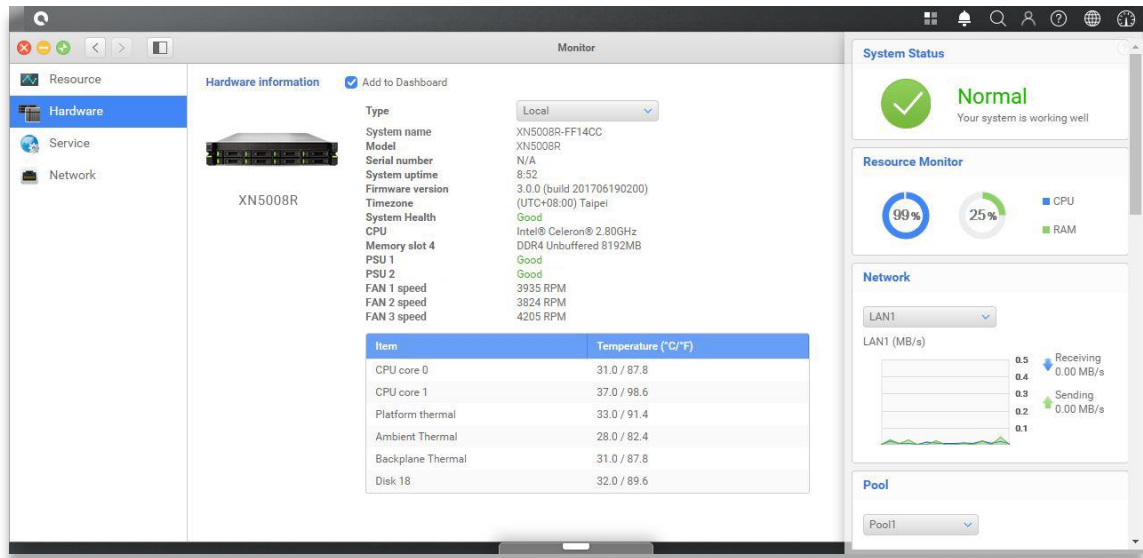 Monitor
Resource
Hardware
Service
Network
Hardware information
Add to Dashboard
XN5008R
Type Local
System name XN5008R-FF14CC
Model XN5008R
Serial number N/A
System uptime 8:52
Firmware version 3.0.0 (build 201706190200)
Timezone (UTC+08:00) Taipei
System Health Good
CPU Intel® Celeron® 2.80GHz
Memory slot 4 DDR4 Unbuffered 8192MB
PSU 1 Good
PSU 2 Good
FAN 1 speed 3935 RPM
FAN 2 speed 3824 RPM
FAN 3 speed 4205 RPM
Item Temperature (°C/°F)
CPU core 0 31.0 / 87.8
CPU core 1 37.0 / 98.6
Platform thermal 33.0 / 91.4
Ambient Thermal 28.0 / 82.4
Backplane Thermal 31.0 / 87.8
Disk 18 32.0 / 89.6
System Status
Normal
Your system is working well
Resource Monitor
99%
25%
CPU
RAM
Network
LAN1
LAN1 (MB/s)
0.5
0.4
0.3
0.2
0.1
Receiving
0.00 MB/s
Sending
0.00 MB/s
Pool
Pool1